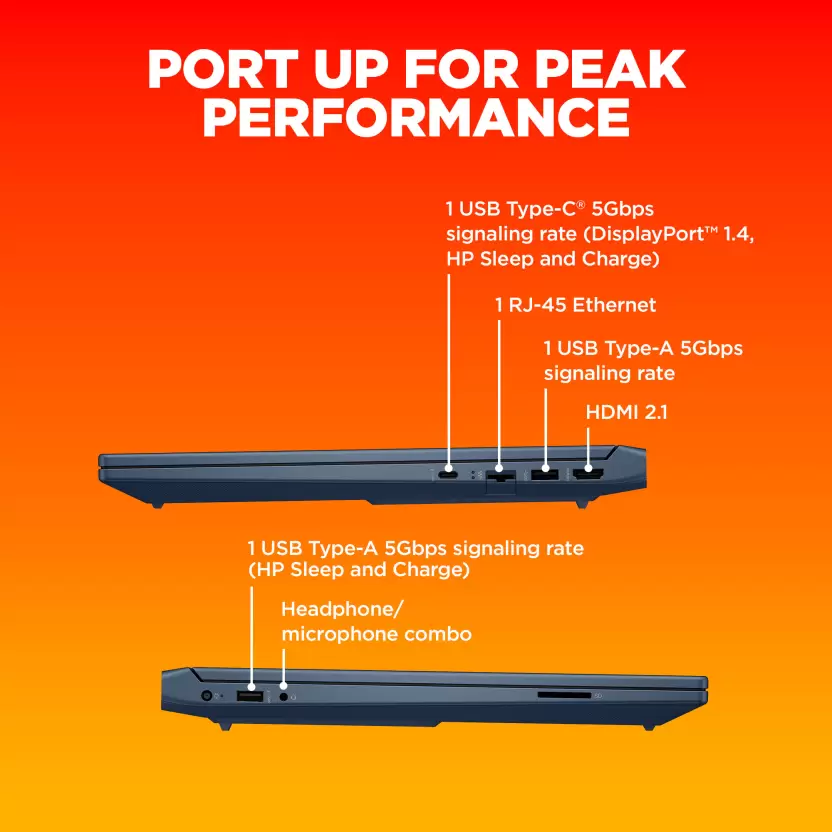 PORT UP FOR PEAK
PERFORMANCE
1 USB Type-C® 5Gbps
signaling rate (DisplayPort™ 1.4,
HP Sleep and Charge)
1 RJ-45 Ethernet
1 USB Type-A 5Gbps
signaling rate
HDMI 2.1
1 USB Type-A 5Gbps signaling rate
(HP Sleep and Charge)
Headphone/
microphone combo